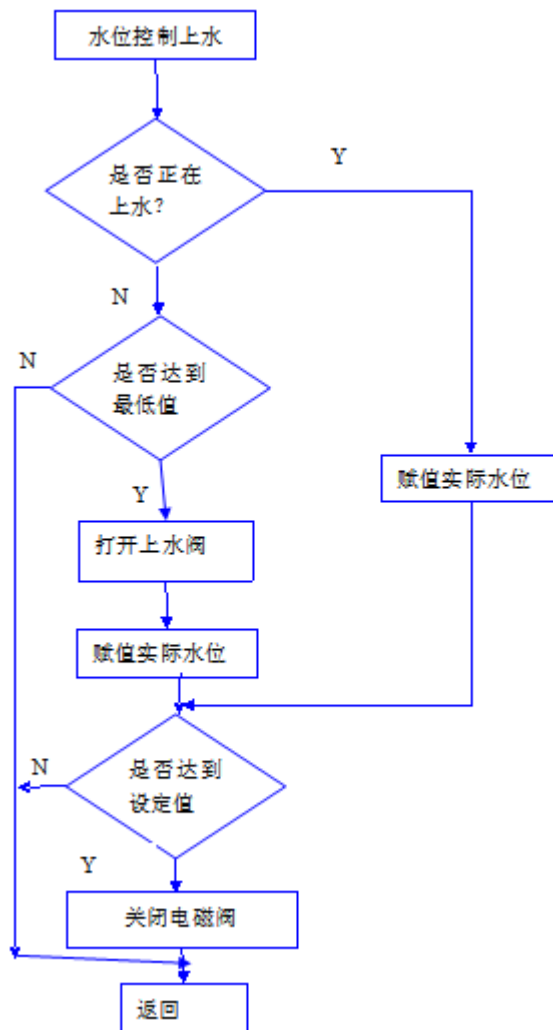 水位控制上水
是否正在
上水?
Y
N
N
是否达到
最低值
Y
赋值实际水位
打开上水阀
赋值实际水位
N
是否达到
设定值
Y
关闭电磁阀
返回